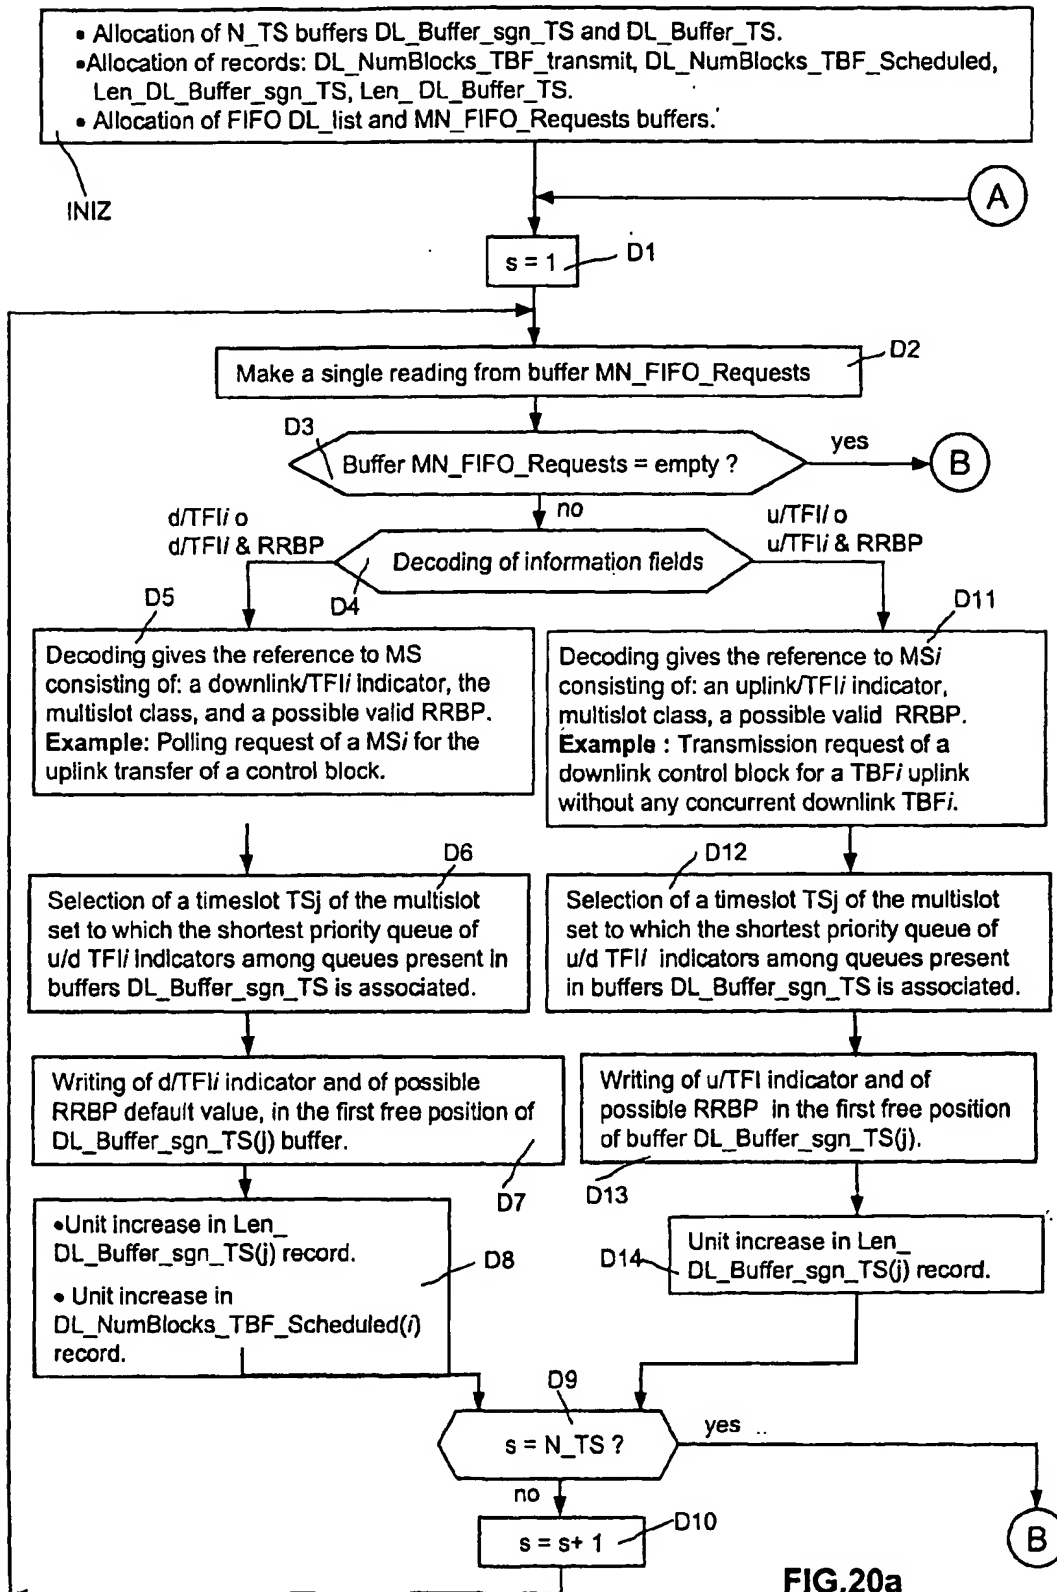 • Allocation of N_TS buffers DL_Buffer_sgn_TS and DL_Buffer_TS.
•Allocation of records: DL_NumBlocks_TBF_transmit, DL_NumBlocks_TBF_Scheduled,
Len_DL_Buffer_sgn_TS, Len_ DL_Buffer_TS.
• Allocation of FIFO DL_list and MN_FIFO_Requests buffers.
INIZ
A
s = 1
D1
Make a single reading from buffer MN_FIFO_Requests
D2
D3
Buffer MN_FIFO_Requests = empty ?
yes
B
no
d/TFIi o
d/TFIi & RRBP
u/TFIi o
u/TFIi & RRBP
Decoding of information fields
D4
D5
Decoding gives the reference to MS
consisting of: a downlink/TFIi indicator, the
multislot class, and a possible valid RRBP.
Example: Polling request of a MSi for the
uplink transfer of a control block.
D11
Decoding gives the reference to MSi
consisting of: an uplink/TFIi indicator,
multislot class, a possible valid RRBP.
Example : Transmission request of a
downlink control block for a TBFi uplink
without any concurrent downlink TBFi.
D6
Selection of a timeslot TSj of the multislot
set to which the shortest priority queue of
u/d TFIi indicators among queues present in
buffers DL_Buffer_sgn_TS is associated.
D12
Selection of a timeslot TSj of the multislot
set to which the shortest priority queue of
u/d TFIi indicators among queues present
in buffers DL_Buffer_sgn_TS is associated.
Writing of d/TFIi indicator and of possible
RRBP default value, in the first free position of
DL_Buffer_sgn_TS(j) buffer.
D7
Writing of u/TFI indicator and of
possible RRBP in the first free position
of buffer DL_Buffer_sgn_TS(j).
D13
•Unit increase in Len_
DL_Buffer_sgn_TS(j) record.
• Unit increase in
DL_NumBlocks_TBF_Scheduled(i)
record.
D8
Unit increase in Len_
DL_Buffer_sgn_TS(j) record.
D14
D9
s = N_TS ?
yes
no
s = s+ 1
D10
B
FIG.20a